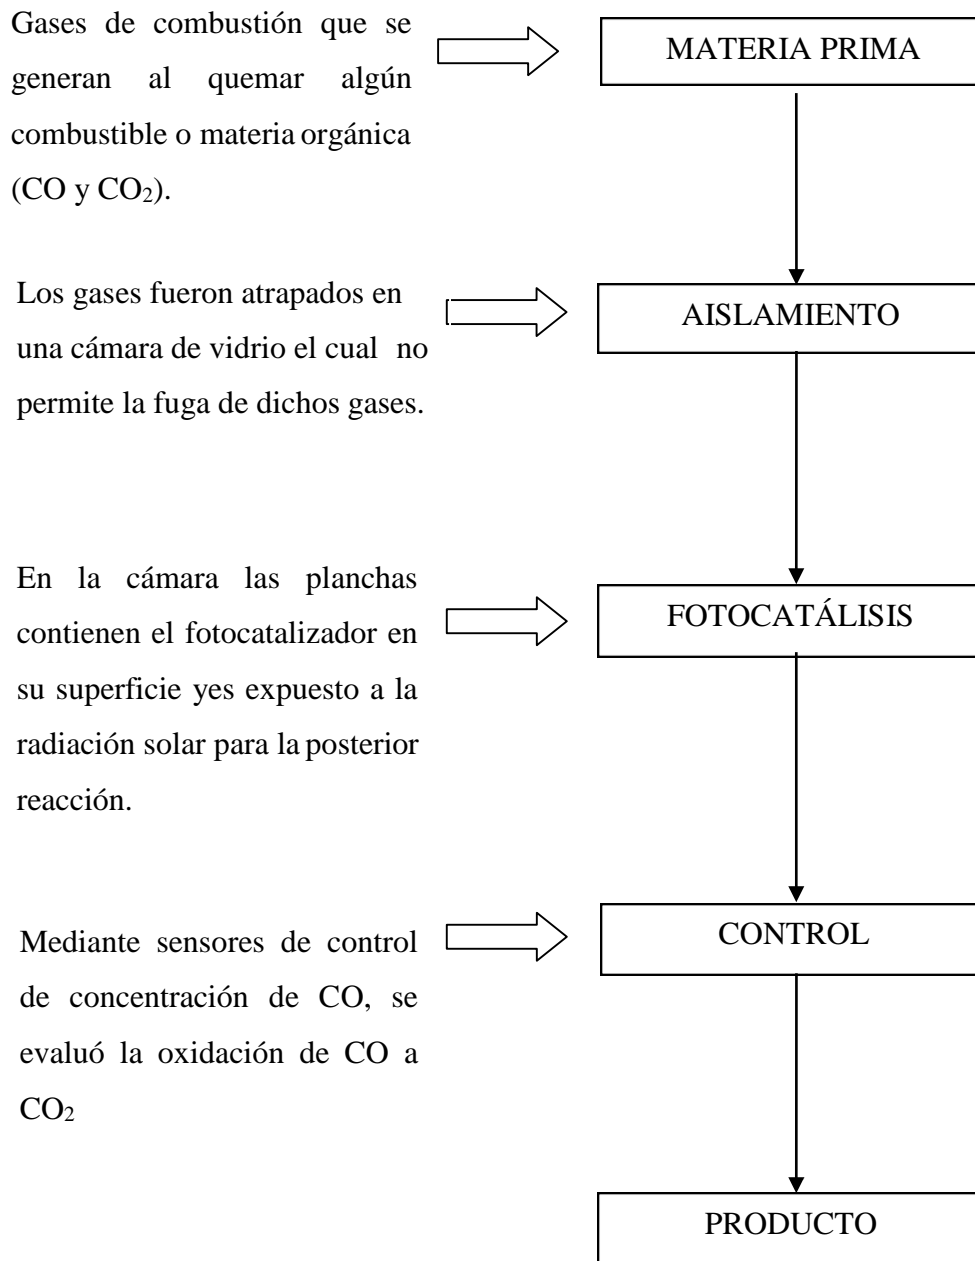 Gases de combustión que se
generan al quemar algún
combustible o materia orgánica
(CO y CO₂).
MATERIA PRIMA
Los gases fueron atrapados en
una cámara de vidrio el cual no
permite la fuga de dichos gases.
AISLAMIENTO
En la cámara las planchas
contienen el fotocatalizador en
su superficie yes expuesto a la
radiación solar para la posterior
reacción.
FOTOCATÁLISIS
Mediante sensores de control
de concentración de CO, se
evaluó la oxidación de CO a
CO₂
CONTROL
PRODUCTO